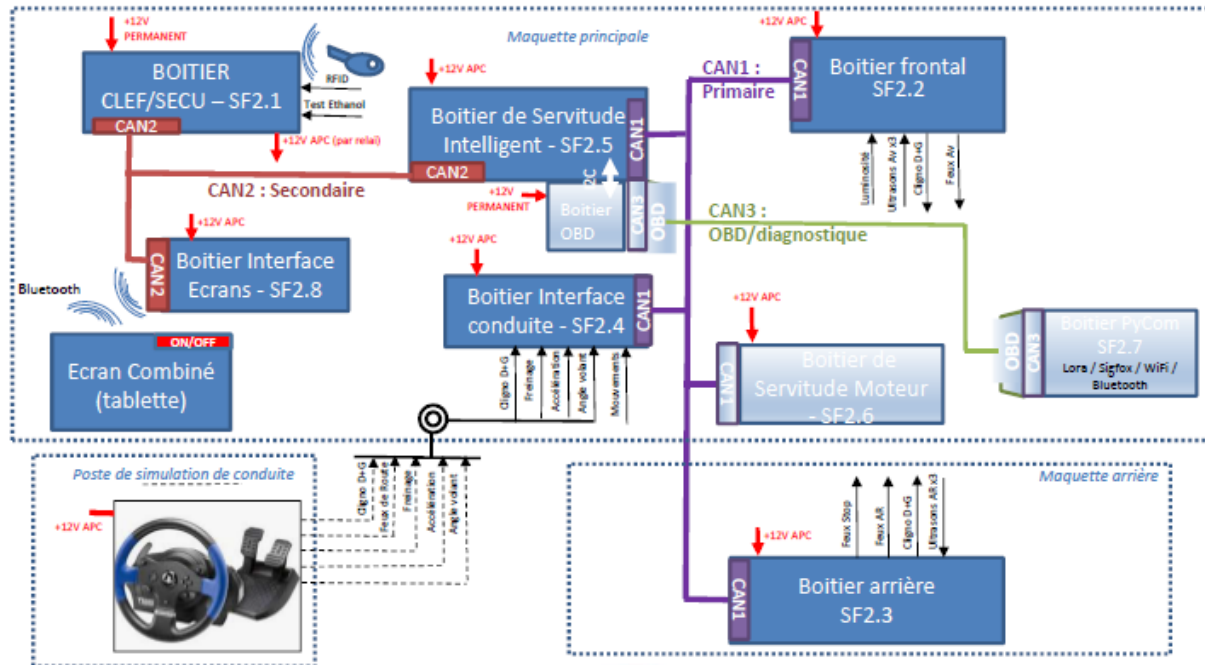 Maquette principale
+12V
PERMANENT
BOITIER
CLEF/SECU – SF2.1
CAN2
RFID
Test Ethanol
+12V APC (par relai)
+12V APC
Boitier de Servitude
Intelligent - SF2.5
CAN1
CAN2
I2C
+12V
PERMANENT
Boitier
OBD
CAN3
OBD
CAN1 :
Primaire
+12V APC
CAN1
Boitier frontal
SF2.2
Luminosité
Ultrasons Av x3
Cligno D+G
Feux Av
CAN2 : Secondaire
CAN3 :
OBD/diagnostique
+12V APC
CAN2
Boitier Interface
Ecrans - SF2.8
Bluetooth
ON/OFF
Ecran Combiné
(tablette)
+12V APC
Boitier Interface
conduite - SF2.4
CAN1
Cligno D+G
Freinage
Accélération
Angle volant
Mouvements
+12V APC
CAN1
Boitier de
Servitude Moteur
- SF2.6
OBD
CAN3
Boitier PyCom
SF2.7
Lora / Sigfox / WiFi /
Bluetooth
Poste de simulation de conduite
+12V APC
Cligno D+G
Feux de Route
Freinage
Accélération
Angle volant
Maquette arrière
+12V APC
Feux Stop
Feux AR
Cligno D+G
Ultrasons AR x3
CAN1
Boitier arrière
SF2.3